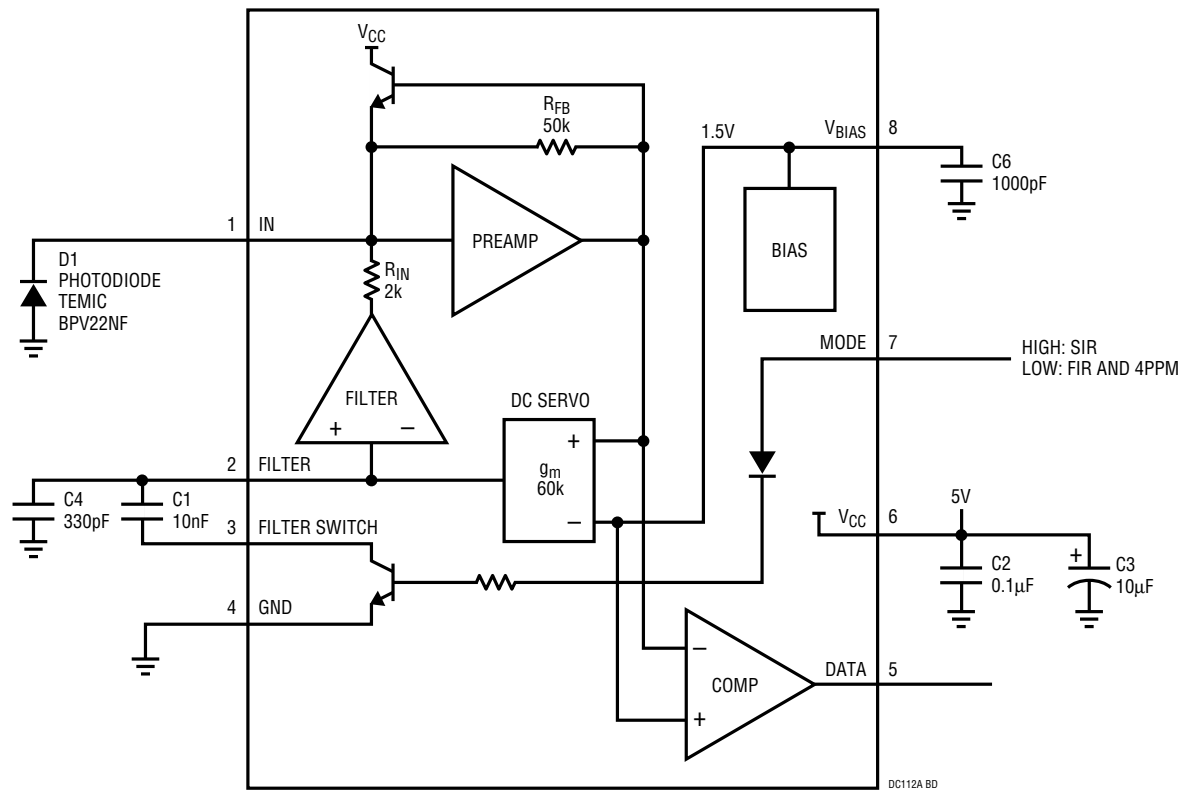 VCC
RFB
50k
1.5V
VBIAS
8
C6
1000pF
1
IN
PREAMP
BIAS
D1
PHOTODIODE
TEMIC
BPV22NF
RIN
2k
MODE
7
HIGH: SIR
LOW: FIR AND 4PPM
FILTER
+
−
DC SERVO
+
gm
60k
−
2
FILTER
C4
330pF
C1
10nF
3
FILTER SWITCH
5V
VCC
6
C2
0.1µF
+
C3
10µF
4
GND
−
COMP
+
DATA
5
DC112A BD